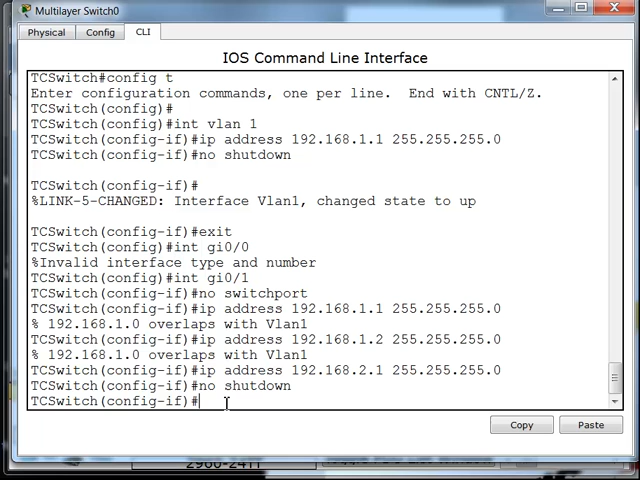 Multilayer Switch0
Physical Config CLI
IOS Command Line Interface
TCSwitch#config t
Enter configuration commands, one per line.  End with CNTL/Z.
TCSwitch(config)#
TCSwitch(config)#int vlan 1
TCSwitch(config-if)#ip address 192.168.1.1 255.255.255.0
TCSwitch(config-if)#no shutdown
TCSwitch(config-if)#
%LINK-5-CHANGED: Interface Vlan1, changed state to up
TCSwitch(config-if)#exit
TCSwitch(config)#int gi0/0
%Invalid interface type and number
TCSwitch(config)#int gi0/1
TCSwitch(config-if)#no switchport
TCSwitch(config-if)#ip address 192.168.1.1 255.255.255.0
% 192.168.1.0 overlaps with Vlan1
TCSwitch(config-if)#ip address 192.168.1.2 255.255.255.0
% 192.168.1.0 overlaps with Vlan1
TCSwitch(config-if)#ip address 192.168.2.1 255.255.255.0
TCSwitch(config-if)#no shutdown
TCSwitch(config-if)#
Copy Paste